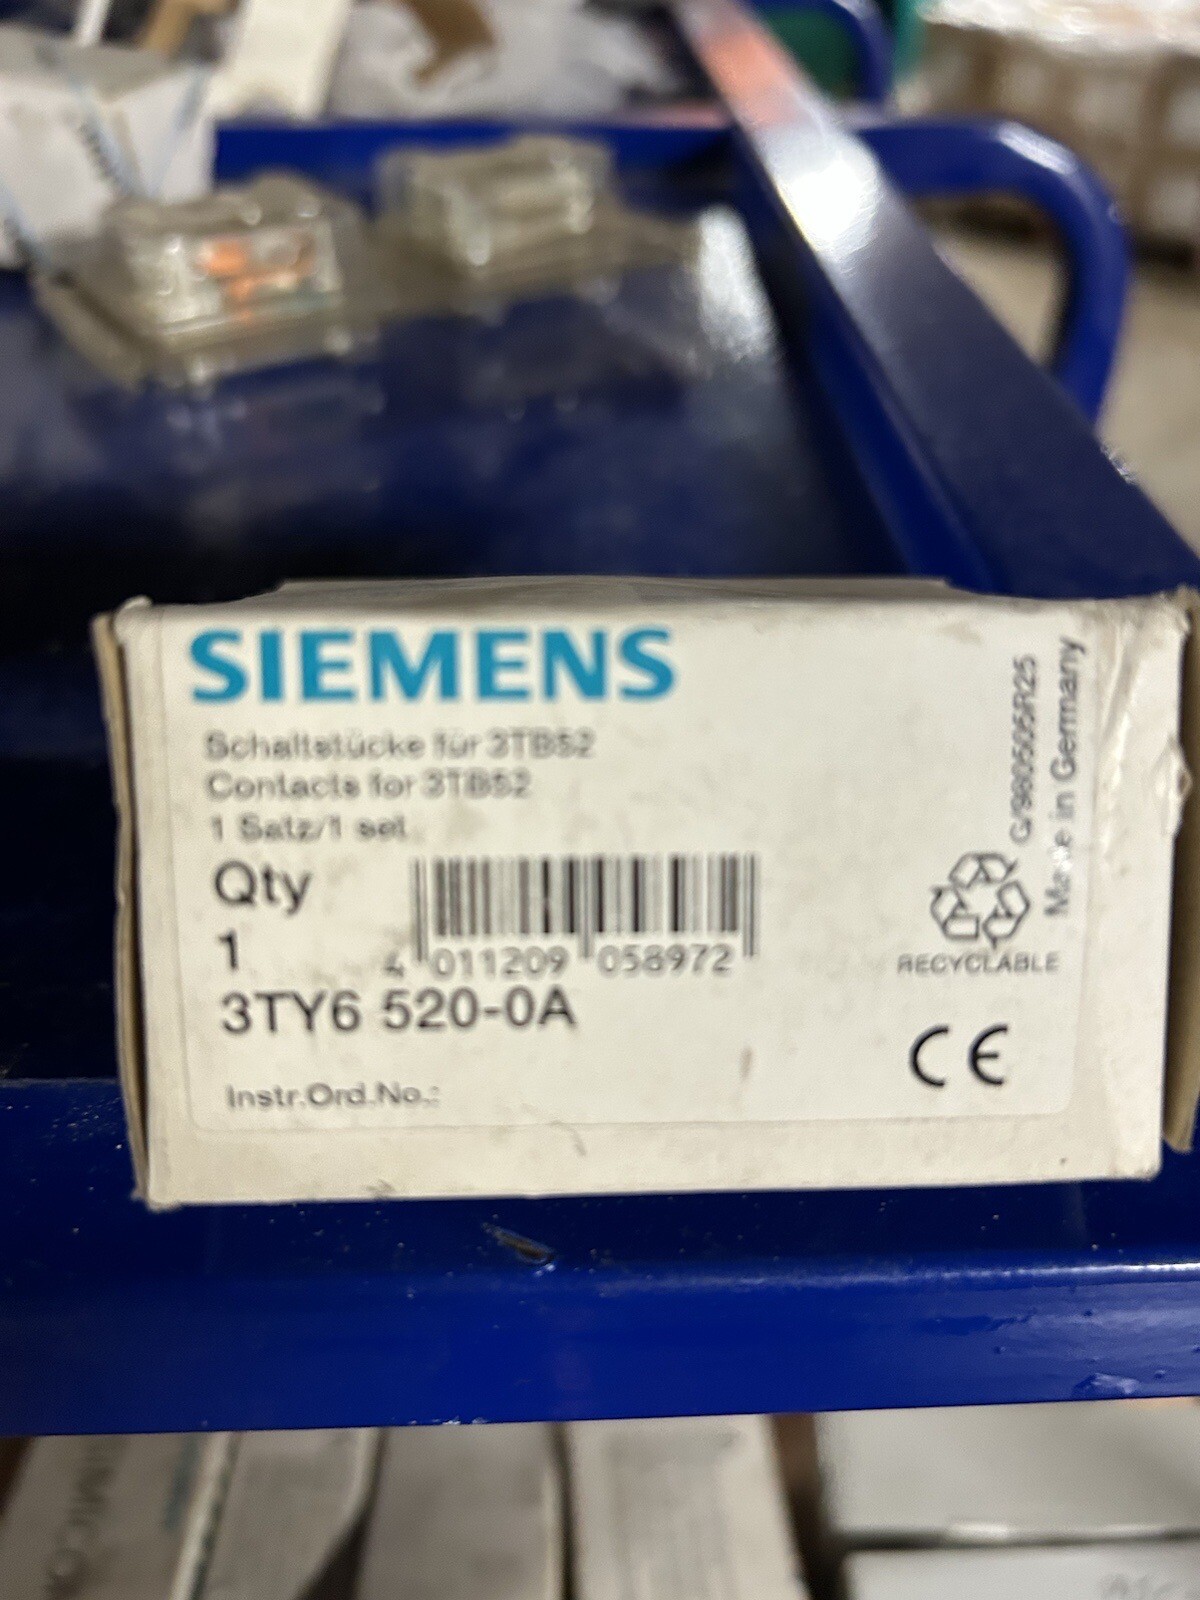 SIEMENS
Schaltstücke für 3TB52
Contacts for 3TB52
1 Satz/1 set
Qty
1
4 011209 058972
3TY6 520-0A
Instr.Ord.No.:
G/980505R25
Made in Germany
RECYCLABLE
CE